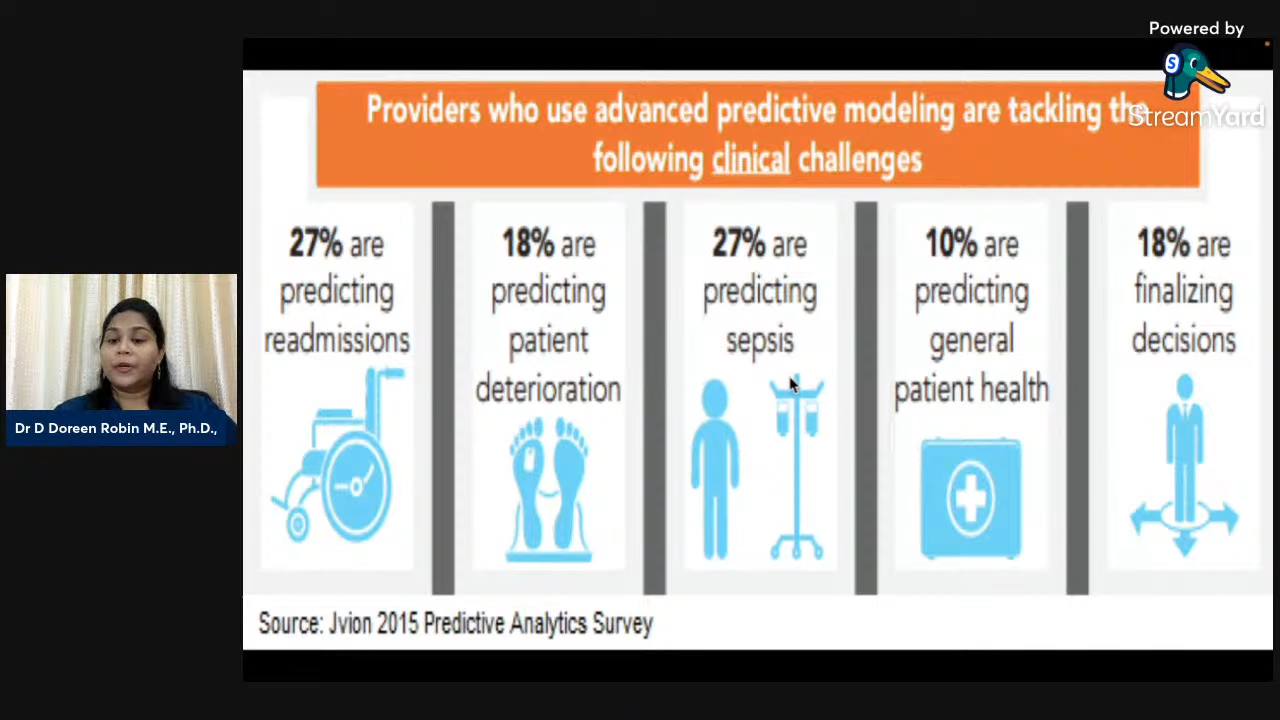 Powered by
StreamYard
Providers who use advanced predictive modeling are tackling the
following clinical challenges
27% are
predicting
readmissions
18% are
predicting
patient
deterioration
27% are
predicting
sepsis
10% are
predicting
general
patient health
18% are
finalizing
decisions
Source: Jvion 2015 Predictive Analytics Survey
Dr D Doreen Robin M.E., Ph.D.,